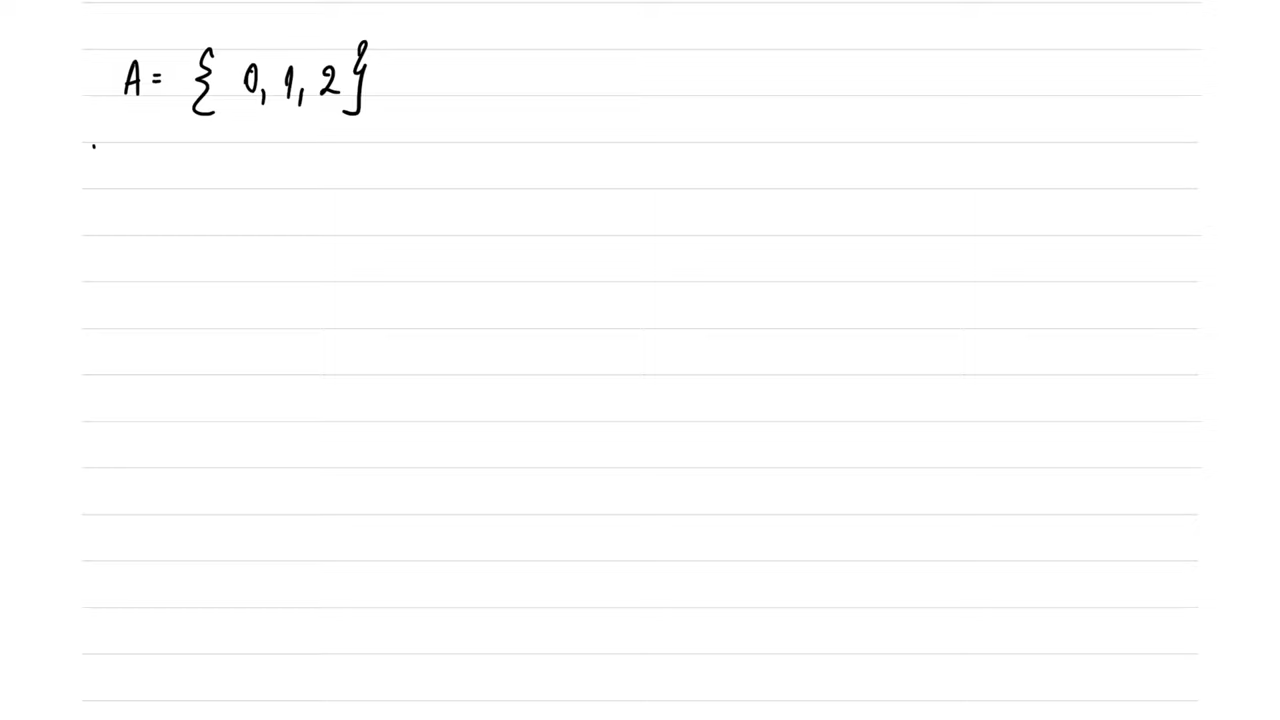 A = { 0, 1, 2}